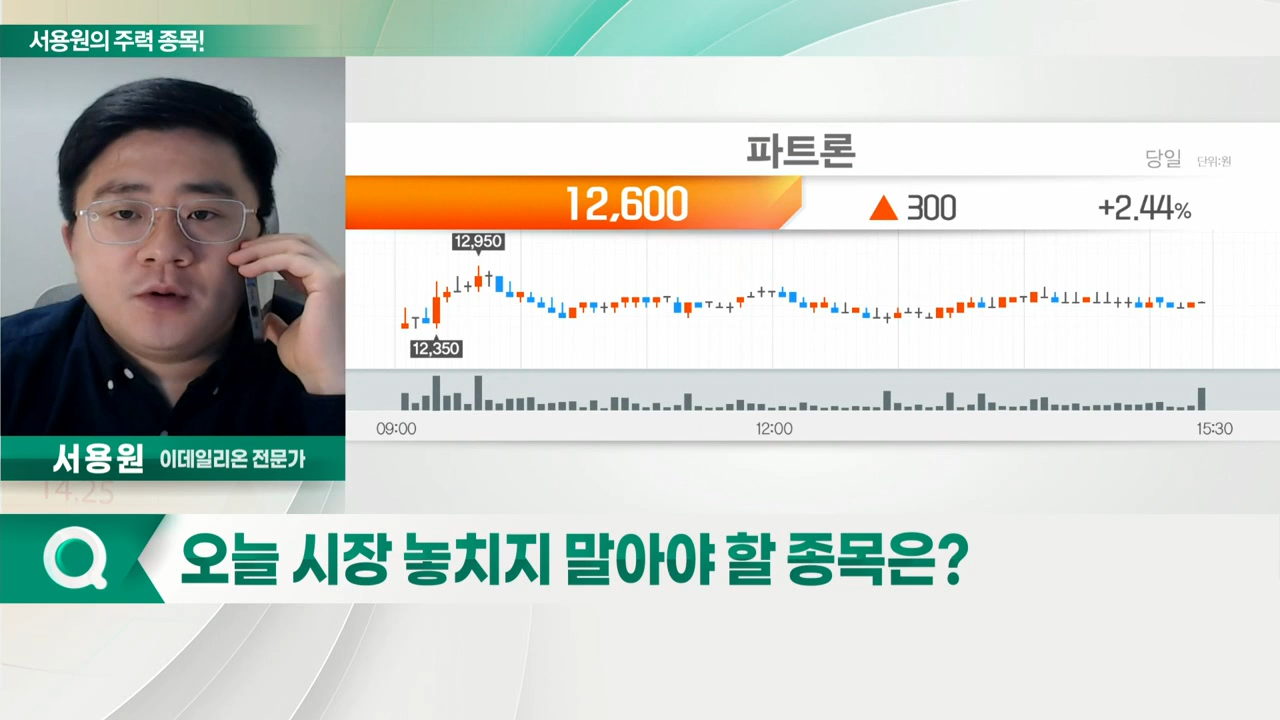 서용원의 주력 종목!
파트론
당일 단위:원
12,600 ▲ 300 +2.44%
12,950
12,350
09:00 12:00 15:30
서용원 이데일리온 전문가
14.25
Q 오늘 시장 놓치지 말아야 할 종목은?